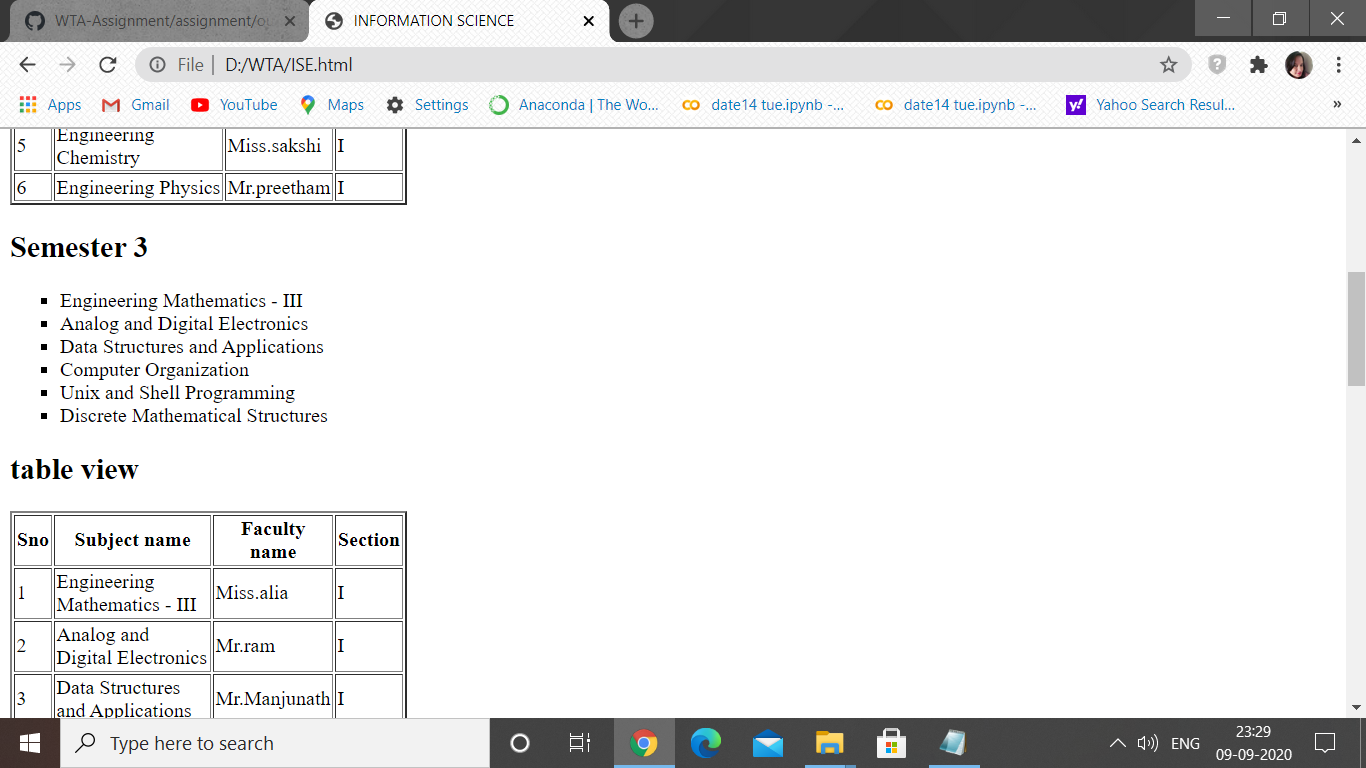 WTA-Assignment/assignment/o
INFORMATION SCIENCE
File
D:/WTA/ISE.html
Apps
Gmail
YouTube
Maps
Settings
Anaconda | The Wo...
date14 tue.ipynb -...
date14 tue.ipynb -...
Yahoo Search Resul...
»
5 Engineering Miss.sakshi I
Chemistry
6 Engineering Physics Mr.preetham I
Semester 3
Engineering Mathematics - III
Analog and Digital Electronics
Data Structures and Applications
Computer Organization
Unix and Shell Programming
Discrete Mathematical Structures
table view
Sno Subject name Faculty Section
name
1 Engineering Miss.alia I
Mathematics - III
2 Analog and Mr.ram I
Digital Electronics
3 Data Structures Mr.Manjunath I
and Applications
Type here to search
ENG
23:29
09-09-2020